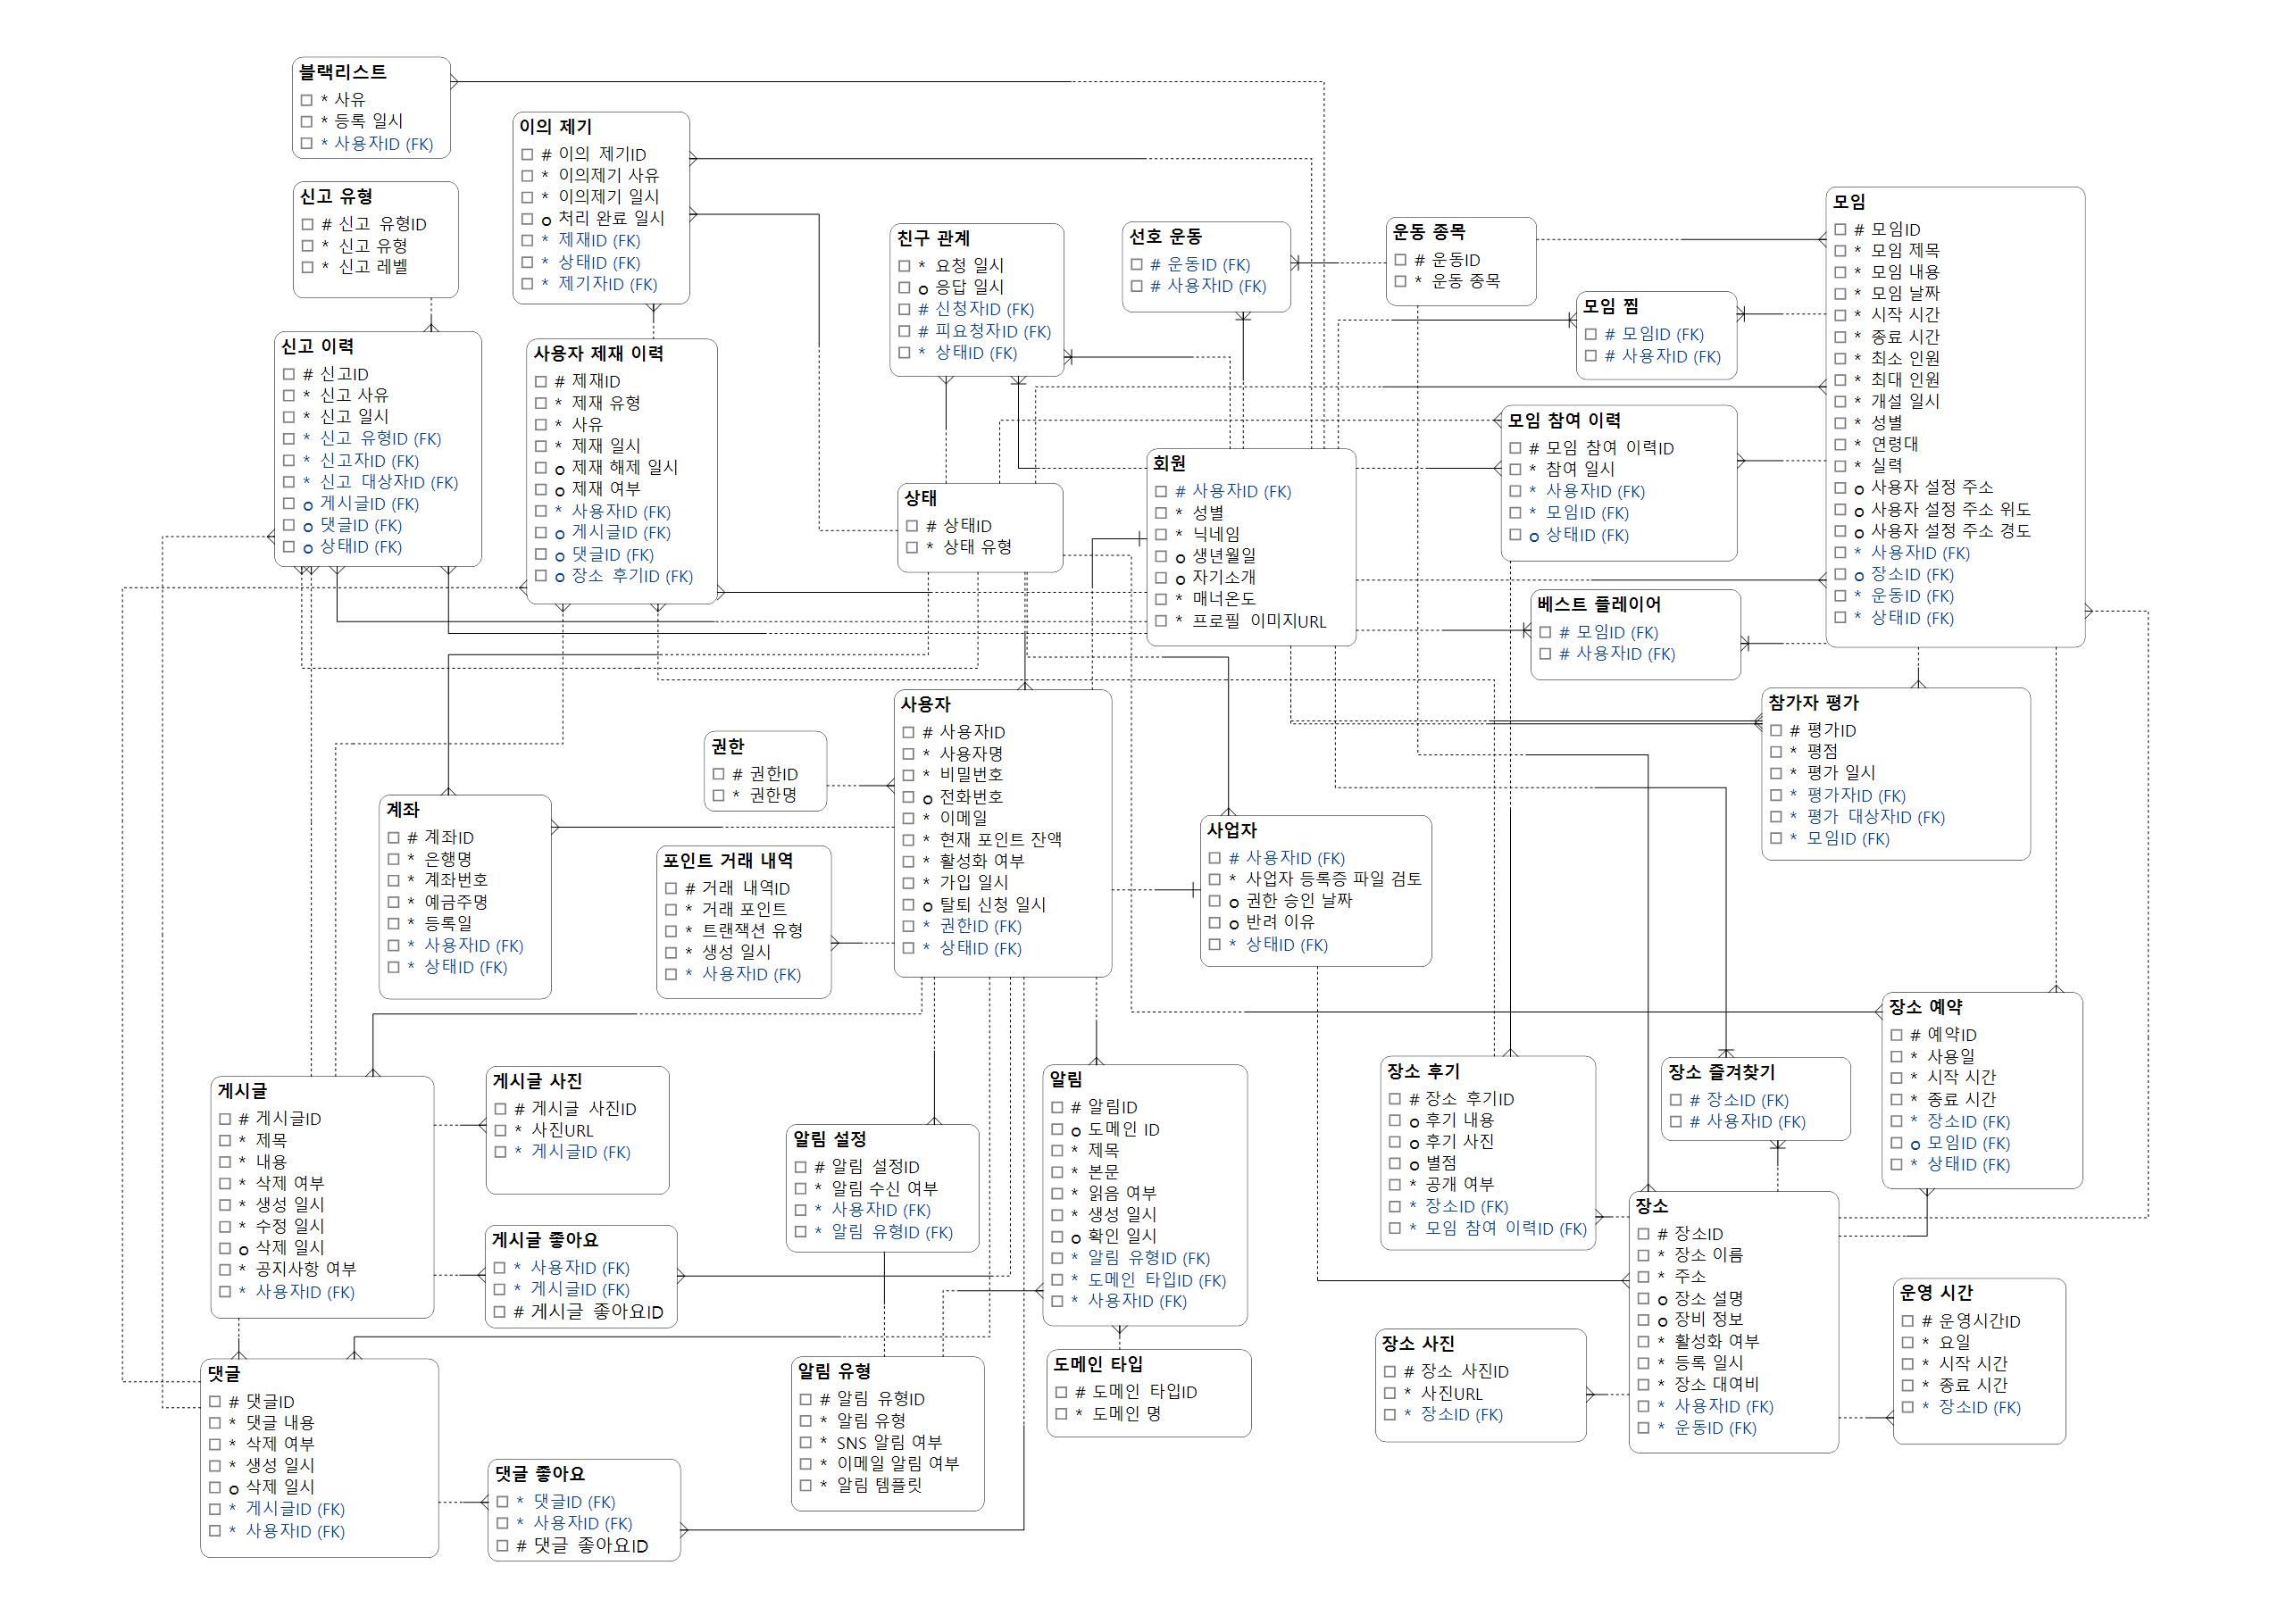 블랙리스트
* 사유
* 등록 일시
* 사용자ID (FK)
신고 유형
# 신고 유형ID
* 신고 유형
* 신고 레벨
이의 제기
# 이의 제기ID
* 이의제기 사유
* 이의제기 일시
o 처리 완료 일시
* 제재ID (FK)
* 상태ID (FK)
* 제기자ID (FK)
친구 관계
* 요청 일시
o 응답 일시
# 신청자ID (FK)
# 피요청자ID (FK)
* 상태ID (FK)
선호 운동
# 운동ID (FK)
# 사용자ID (FK)
운동 종목
# 운동ID
* 운동 종목
모임 찜
# 모임ID (FK)
# 사용자ID (FK)
모임
# 모임ID
* 모임 제목
* 모임 내용
* 모임 날짜
* 시작 시간
* 종료 시간
* 최소 인원
* 최대 인원
* 개설 일시
* 성별
* 연령대
* 실력
o 사용자 설정 주소
o 사용자 설정 주소 위도
o 사용자 설정 주소 경도
* 사용자ID (FK)
o 장소ID (FK)
* 운동ID (FK)
* 상태ID (FK)
신고 이력
# 신고ID
* 신고 사유
* 신고 일시
* 신고 유형ID (FK)
* 신고자ID (FK)
* 신고 대상자ID (FK)
o 게시글ID (FK)
o 댓글ID (FK)
o 상태ID (FK)
사용자 제재 이력
# 제재ID
* 제재 유형
* 사유
* 제재 일시
o 제재 해제 일시
o 제재 여부
* 사용자ID (FK)
o 게시글ID (FK)
o 댓글ID (FK)
o 장소 후기ID (FK)
상태
# 상태ID
* 상태 유형
회원
# 사용자ID (FK)
* 성별
* 닉네임
o 생년월일
o 자기소개
* 매너온도
* 프로필 이미지URL
모임 참여 이력
# 모임 참여 이력ID
* 참여 일시
* 사용자ID (FK)
* 모임ID (FK)
o 상태ID (FK)
베스트 플레이어
# 모임ID (FK)
# 사용자ID (FK)
참가자 평가
# 평가ID
* 평점
* 평가 일시
* 평가자ID (FK)
* 평가 대상자ID (FK)
* 모임ID (FK)
사용자
# 사용자ID
* 사용자명
* 비밀번호
o 전화번호
* 이메일
* 현재 포인트 잔액
* 활성화 여부
* 가입 일시
o 탈퇴 신청 일시
* 권한ID (FK)
* 상태ID (FK)
권한
# 권한ID
* 권한명
계좌
# 계좌ID
* 은행명
* 계좌번호
* 예금주명
* 등록일
* 사용자ID (FK)
* 상태ID (FK)
포인트 거래 내역
# 거래 내역ID
* 거래 포인트
* 트랜잭션 유형
* 생성 일시
* 사용자ID (FK)
사업자
# 사용자ID (FK)
* 사업자 등록증 파일 검토
o 권한 승인 날짜
o 반려 이유
* 상태ID (FK)
장소 예약
# 예약ID
* 사용일
* 시작 시간
* 종료 시간
* 장소ID (FK)
o 모임ID (FK)
* 상태ID (FK)
게시글
# 게시글ID
* 제목
* 내용
* 삭제 여부
* 생성 일시
* 수정 일시
o 삭제 일시
* 공지사항 여부
* 사용자ID (FK)
게시글 사진
# 게시글 사진ID
* 사진URL
* 게시글ID (FK)
게시글 좋아요
* 사용자ID (FK)
* 게시글ID (FK)
# 게시글 좋아요ID
알림 설정
# 알림 설정ID
* 알림 수신 여부
* 사용자ID (FK)
* 알림 유형ID (FK)
알림
# 알림ID
o 도메인 ID
* 제목
* 본문
* 읽음 여부
* 생성 일시
o 확인 일시
* 알림 유형ID (FK)
* 도메인 타입ID (FK)
* 사용자ID (FK)
장소 후기
# 장소 후기ID
o 후기 내용
o 후기 사진
o 별점
* 공개 여부
* 장소ID (FK)
* 모임 참여 이력ID (FK)
장소 즐겨찾기
# 장소ID (FK)
# 사용자ID (FK)
장소
# 장소ID
* 장소 이름
* 주소
o 장소 설명
o 장비 정보
* 활성화 여부
* 등록 일시
* 장소 대여비
* 사용자ID (FK)
* 운동ID (FK)
운영 시간
# 운영시간ID
* 요일
* 시작 시간
* 종료 시간
* 장소ID (FK)
장소 사진
# 장소 사진ID
* 사진URL
* 장소ID (FK)
댓글
# 댓글ID
* 댓글 내용
* 삭제 여부
* 생성 일시
o 삭제 일시
* 게시글ID (FK)
* 사용자ID (FK)
댓글 좋아요
* 댓글ID (FK)
* 사용자ID (FK)
# 댓글 좋아요ID
알림 유형
# 알림 유형ID
* 알림 유형
* SNS 알림 여부
* 이메일 알림 여부
* 알림 템플릿
도메인 타입
# 도메인 타입ID
* 도메인 명